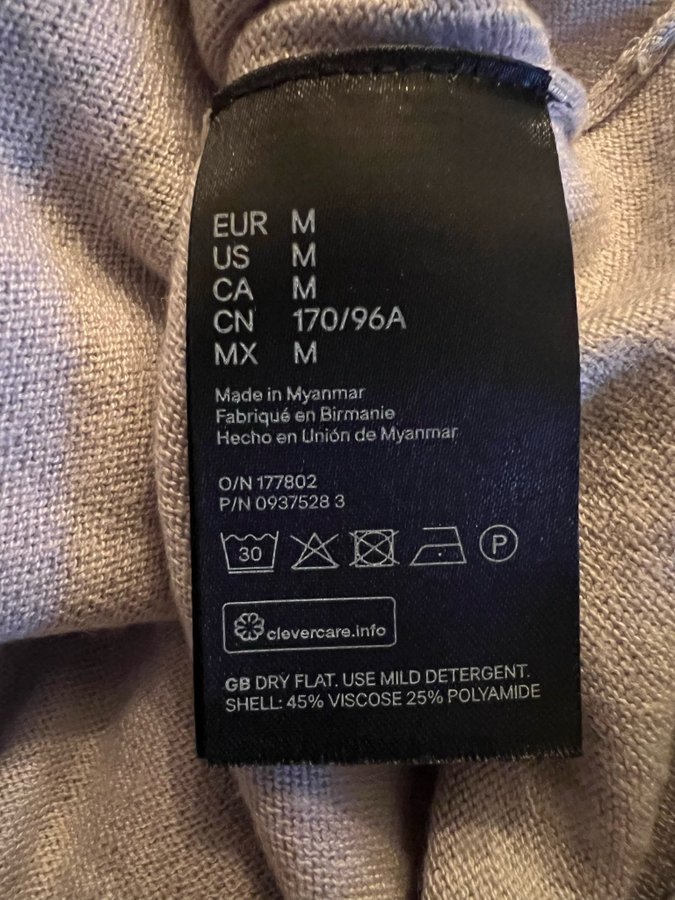 EUR M
US M
CA M
CN 170/96A
MX M
Made in Myanmar
Fabriqué en Birmanie
Hecho en Unión de Myanmar
O/N 177802
P/N 0937528 3
30 P
clevercare.info
GB DRY FLAT. USE MILD DETERGENT.
SHELL: 45% VISCOSE 25% POLYAMIDE